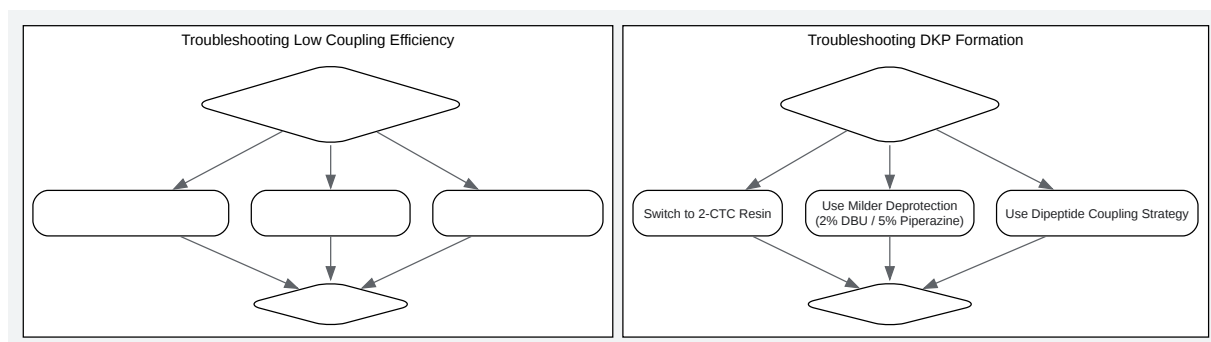 Troubleshooting Low Coupling Efficiency
Troubleshooting DKP Formation
Switch to 2-CTC Resin
Use Milder Deprotection
(2% DBU / 5% Piperazine)
Use Dipeptide Coupling Strategy